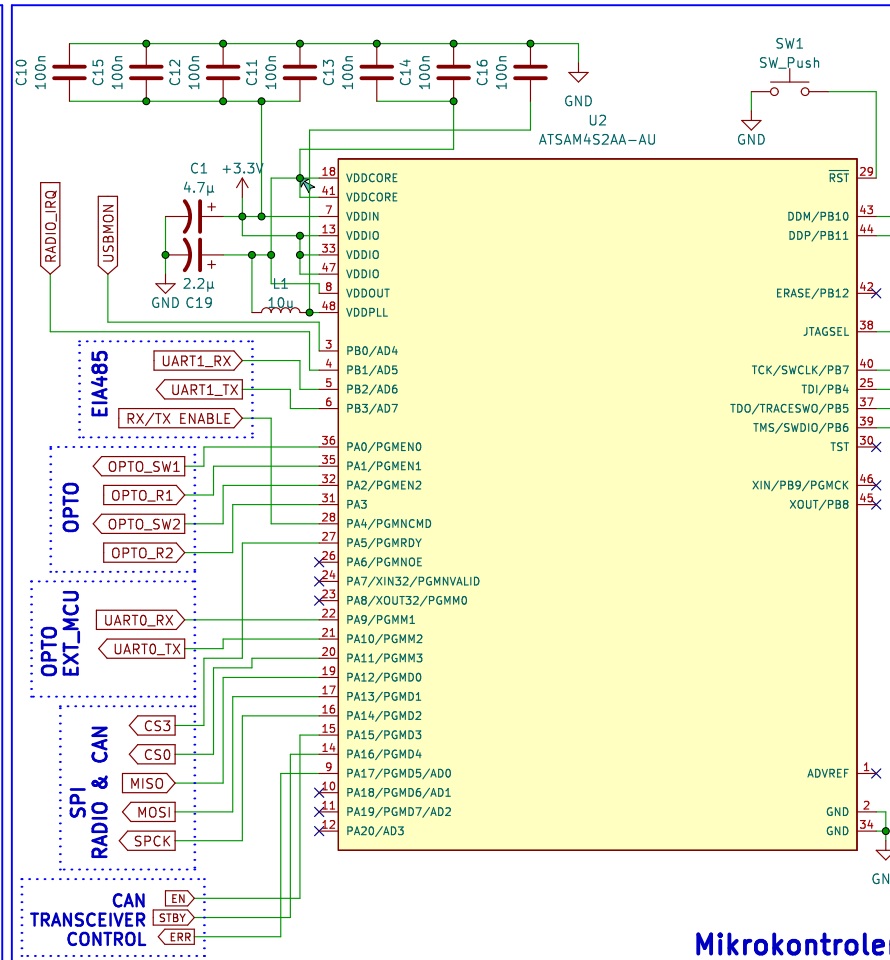 C10 100n
C15 100n
C12 100n
C11 100n
C13 100n
C14 100n
C16 100n
GND
SW1
SW_Push
GND
U2
ATSAM4S2AA-AU
C1
4.7µ
+3.3V
+
+
2.2µ
GND C19
L1
10u
RADIO_IRQ
USBMON
18 VDDCORE
41 VDDCORE
7 VDDIN
13 VDDIO
33 VDDIO
47 VDDIO
8 VDDOUT
48 VDDPLL
3 PB0/AD4
4 PB1/AD5
5 PB2/AD6
6 PB3/AD7
36 PA0/PGMEN0
35 PA1/PGMEN1
32 PA2/PGMEN2
31 PA3
28 PA4/PGMNCMD
27 PA5/PGMRDY
26 PA6/PGMNOE
24 PA7/XIN32/PGMNVALID
23 PA8/XOUT32/PGMM0
22 PA9/PGMM1
21 PA10/PGMM2
20 PA11/PGMM3
19 PA12/PGMD0
17 PA13/PGMD1
16 PA14/PGMD2
15 PA15/PGMD3
14 PA16/PGMD4
9 PA17/PGMD5/AD0
10 PA18/PGMD6/AD1
11 PA19/PGMD7/AD2
12 PA20/AD3
RST 29
DDM/PB10 43
DDP/PB11 44
ERASE/PB12 42
JTAGSEL 38
TCK/SWCLK/PB7 40
TDI/PB4 25
TDO/TRACESWO/PB5 37
TMS/SWDIO/PB6 39
TST 30
XIN/PB9/PGMCK 46
XOUT/PB8 45
ADVREF 1
GND 2
GND 34
EIA485
UART1_RX
UART1_TX
RX/TX ENABLE
OPTO
OPTO_SW1
OPTO_R1
OPTO_SW2
OPTO_R2
OPTO
EXT_MCU
UART0_RX
UART0_TX
SPI
RADIO & CAN
CS3
CS0
MISO
MOSI
SPCK
CAN
TRANSCEIVER
CONTROL
EN
STBY
ERR
Mikrokontroler